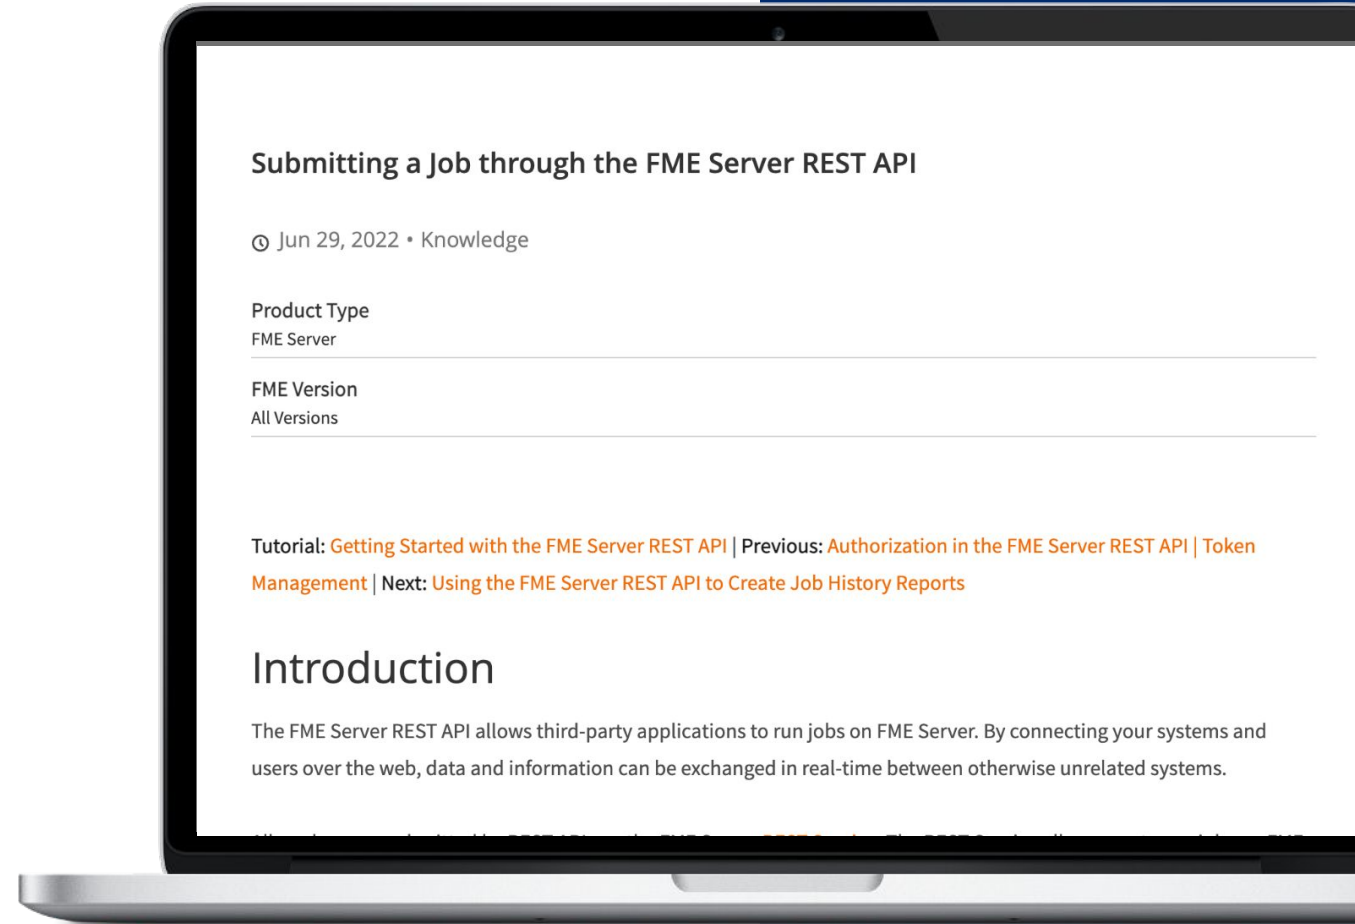 Submitting a Job through the FME Server REST API
Jun 29, 2022 • Knowledge
Product Type
FME Server
FME Version
All Versions
Tutorial: Getting Started with the FME Server REST API | Previous: Authorization in the FME Server REST API | Token
Management | Next: Using the FME Server REST API to Create Job History Reports
Introduction
The FME Server REST API allows third-party applications to run jobs on FME Server. By connecting your systems and
users over the web, data and information can be exchanged in real-time between otherwise unrelated systems.